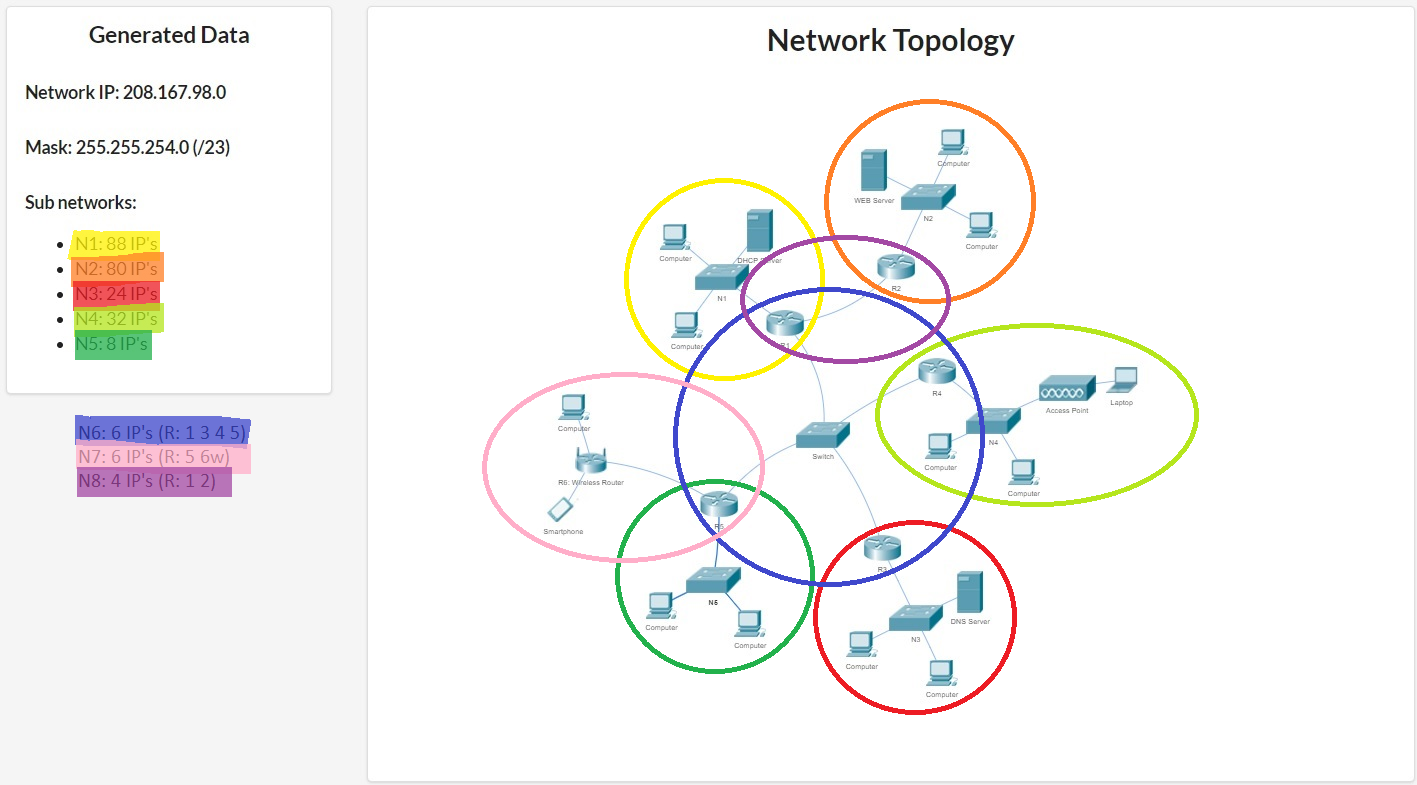 Generated Data
Network IP: 208.167.98.0
Mask: 255.255.254.0 (/23)
Sub networks:
N1: 88 IP's
N2: 80 IP's
N3: 24 IP's
N4: 32 IP's
N5: 8 IP's
N6: 6 IP's (R: 1 3 4 5)
N7: 6 IP's (R: 5 6w)
N8: 4 IP's (R: 1 2)
Network Topology
Computer
WEB Server
N2
Computer
Computer
DHCP Server
N1
R2
Computer
R1
R4
Laptop
Access Point
Computer
N4
Switch
Computer
R6: Wireless Router
Computer
Smartphone
R5
R3
N5
Computer
Computer
DNS Server
N3
Computer
Computer